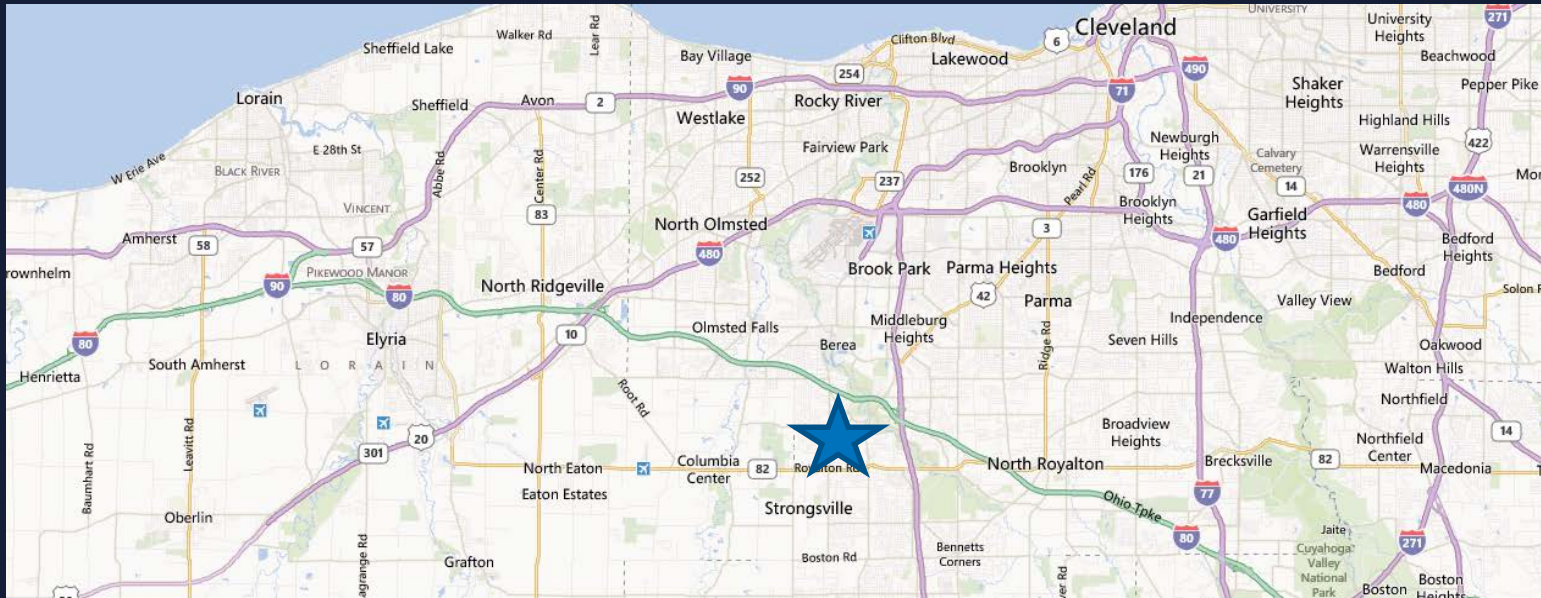 UNIVERSITY
271
University
Heights
Cleveland
6
Clifton Blvd
Walker Rd
Lear Rd
Sheffield Lake
Bay Village
Lakewood
Beachwood
254
490
Shaker
Heights
Pepper Pike
90
71
Lorain
Sheffield
Avon
2
Rocky River
Westlake
Highland Hills
422
Newburgh
Heights
E 28th St
Fairview Park
Brooklyn
Calvary
Cemetery
Warrensville
Heights
W Erie Ave
BLACK RIVER
Abbe Rd
Center Rd
252
237
Pearl Rd
176
21
14
480N
VINCENT
83
North Olmsted
Brooklyn
Heights
480
Garfield
Heights
Amherst
58
57
3
480
480
Bedford
Heights
PIKEWOOD MANOR
Brook Park
Parma Heights
Bedford
90
80
North Ridgeville
42
Parma
Valley View
Solon
Independence
10
Olmsted Falls
Middleburg
Heights
80
Elyria
Berea
Ridge Rd
Seven Hills
Oakwood
Henrietta
South Amherst
LORAIN
Walton Hills
Root Rd
Northfield
20
Broadview
Heights
14
Baumhart Rd
Leavitt Rd
301
Northfield
Center
North Eaton
Columbia
Center
82
Royalton Rd
North Royalton
Brecksville
82
Macedonia
Eaton Estates
77
Strongsville
Ohio Tpke
Oberlin
80
Jaite
271
Grafton
Boston Rd
Bennetts
Corners
Cuyahoga
Valley
National
Park
Boston
Boston